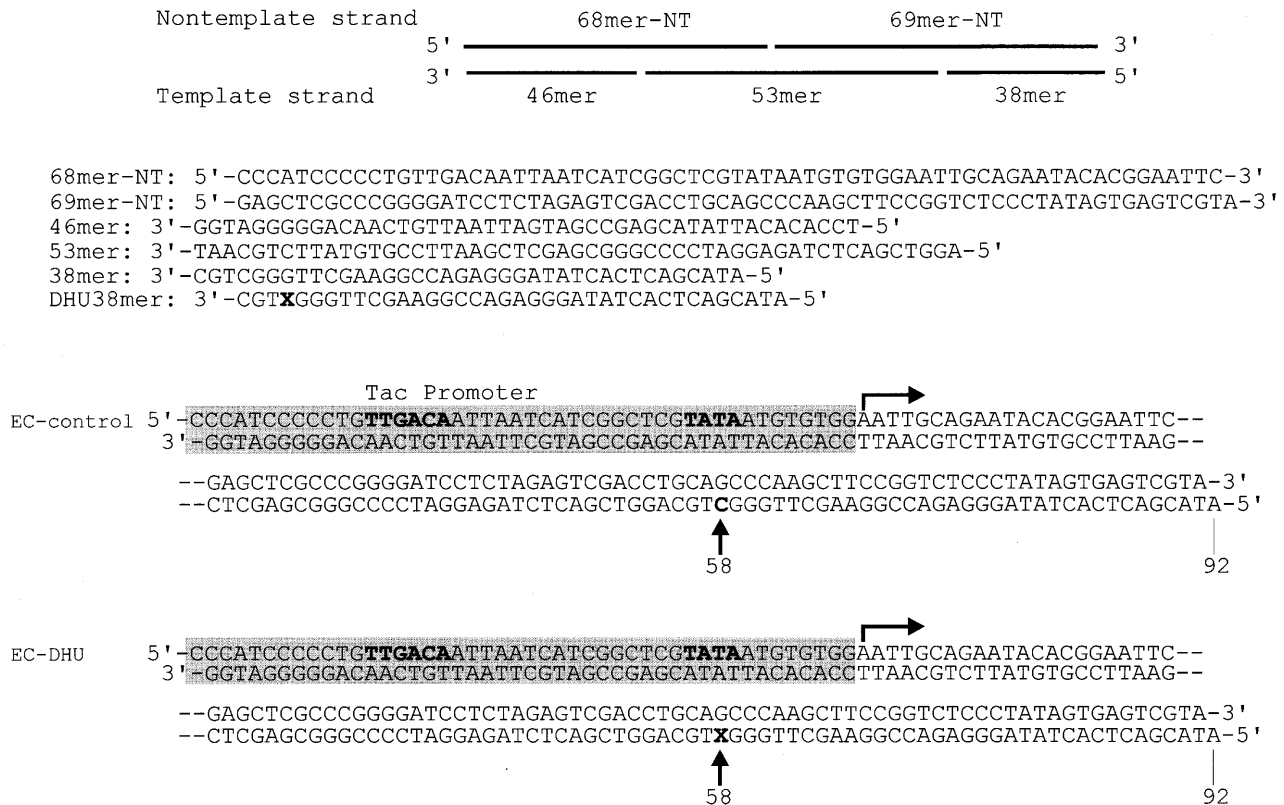 Nontemplate strand 68mer-NT 69mer-NT
5' 3'
3' 5'
Template strand 46mer 53mer 38mer
68mer-NT: 5'-CCCATCCCCCTGTTGACAATTAATCATCGGCTCGTATAATGTGTGGAATTGCAGAATACACGGAATTC-3'
69mer-NT: 5'-GAGCTCGCCCGGGGATCCTCTAGAGTCGACCTGCAGCCCAAGCTTCCGGTCTCCCTATAGTGAGTCGTA-3'
46mer: 3'-GGTAGGGGGACAACTGTTAATTAGTAGCCGAGCATATTACACACCT-5'
53mer: 3'-TAACGTCTTATGTGCCTTAAGCTCGAGCGGGCCCCTAGGAGATCTCAGCTGGA-5'
38mer: 3'-CGTCGGGTTCGAAGGCCAGAGGGATATCACTCAGCATA-5'
DHU38mer: 3'-CGTXGGGTTCGAAGGCCAGAGGGATATCACTCAGCATA-5'
Tac Promoter
EC-control 5'-CCCATCCCCCTGTTGACAATTAATCATCGGCTCGTATAATGTGTGGAATTGCAGAATACACGGAATTC--
3'-GGTAGGGGGACAACTGTTAATTCGTAGCCGAGCATATTACACACCTTAACGTCTTATGTGCCTTAAG--
--GAGCTCGCCCGGGGATCCTCTAGAGTCGACCTGCAGCCCAAGCTTCCGGTCTCCCTATAGTGAGTCGTA-3'
--CTCGAGCGGGCCCCTAGGAGATCTCAGCTGGACGTCGGGTTCGAAGGCCAGAGGGATATCACTCAGCATA-5'
58 92
EC-DHU 5'-CCCATCCCCCTGTTGACAATTAATCATCGGCTCGTATAATGTGTGGAATTGCAGAATACACGGAATTC--
3'-GGTAGGGGGACAACTGTTAATTCGTAGCCGAGCATATTACACACCTTAACGTCTTATGTGCCTTAAG--
--GAGCTCGCCCGGGGATCCTCTAGAGTCGACCTGCAGCCCAAGCTTCCGGTCTCCCTATAGTGAGTCGTA-3'
--CTCGAGCGGGCCCCTAGGAGATCTCAGCTGGACGTXGGGTTCGAAGGCCAGAGGGATATCACTCAGCATA-5'
58 92